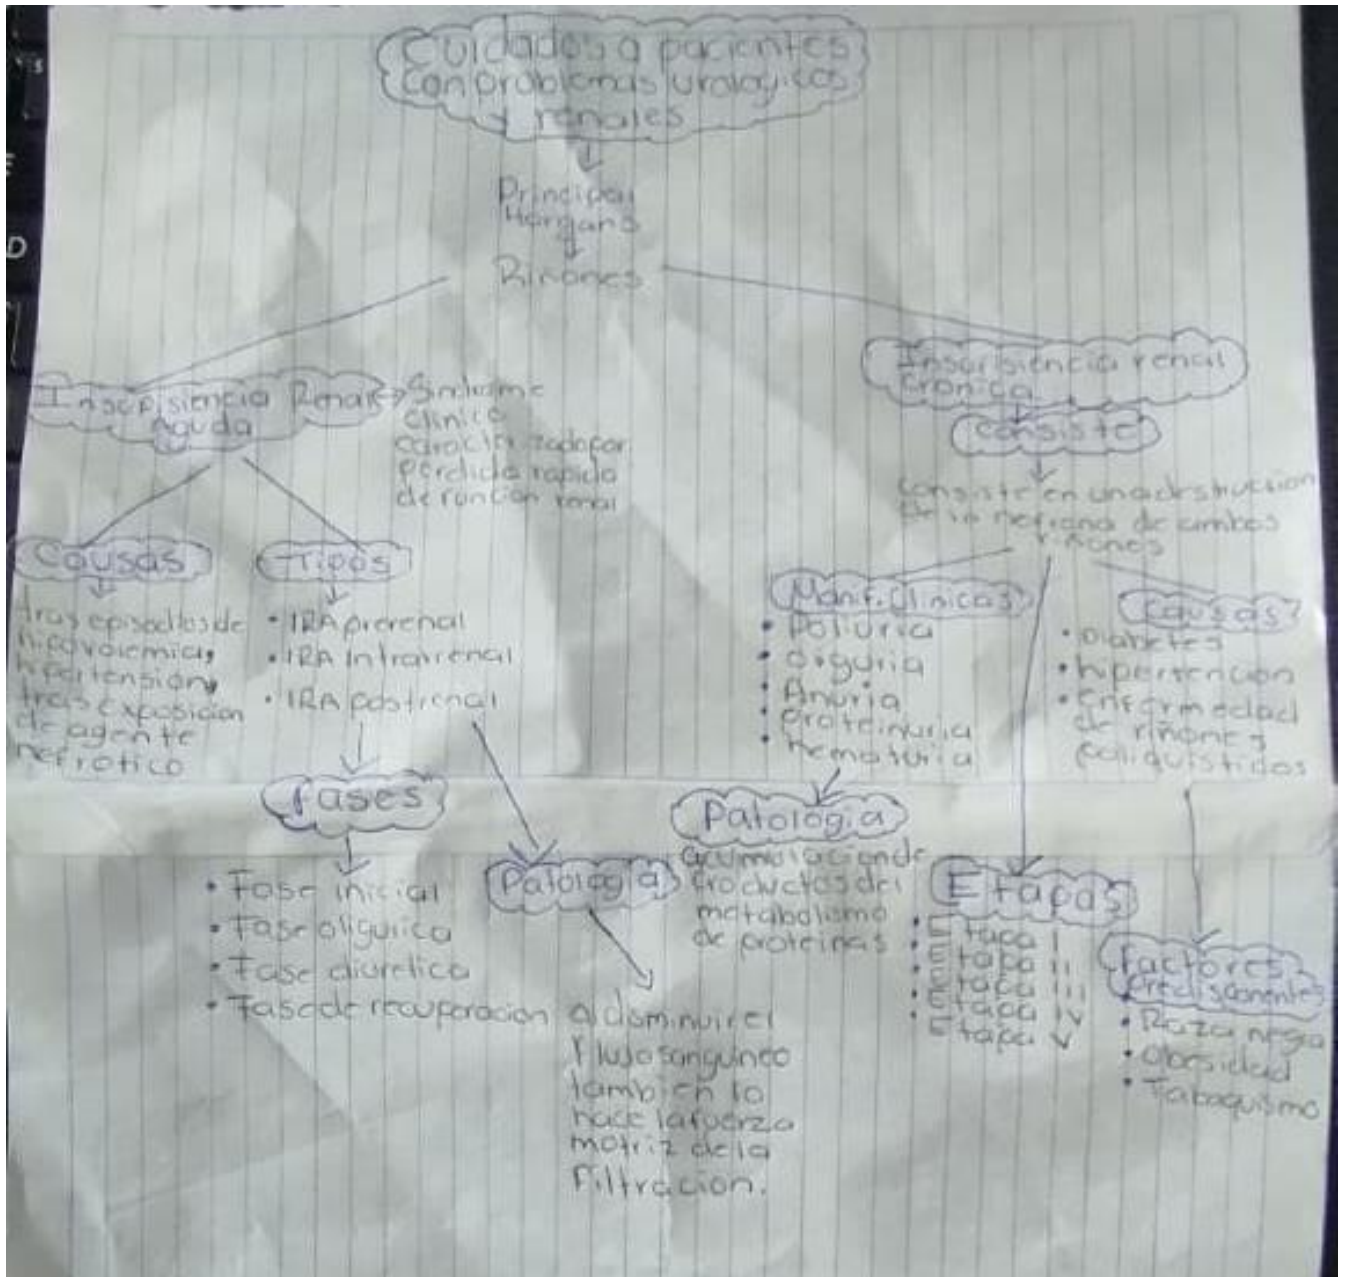 Cuidados a pacientes
con problemas urologicos
y renales
Principal
Horgano
Riñones
Insufisiencia Renal
Aguda
Sindrome
Clinico
caracterizado por
perdida rapida
de funcion renal
Causas
tras episodios de
hipovolemia,
hipertensión,
tras exposicion
de agente
nefrotico
Tipos
• IRA prerenal
• IRA Intrarrenal
• IRA postrenal
Fases
• Fase inicial
• Fase oligurica
• Fase diuretica
• Fase de recuperacion
Patologia
al disminuir el
flujo sanguineo
tambien lo
hace la fuerza
motriz de la
Filtracion.
Insufisiencia renal
Cronica
Consiste
Consiste en una destruccion
de la nefrona de ambos
riñones
Manif. Clinicas
• Poliuria
• Oliguria
• Anuria
• Proteinuria
• hematuria
Patologia
acumulacion de
productos del
metabolismo
de proteinas
Etapas
• Etapa I
• Etapa II
• Etapa III
• Etapa IV
• Etapa V
Causas
• Diabetes
• hipertencion
• Enfermedad
de riñones
poliquistidos
Factores
Predisponentes
• Raza negra
• Obesidad
• Tabaquismo